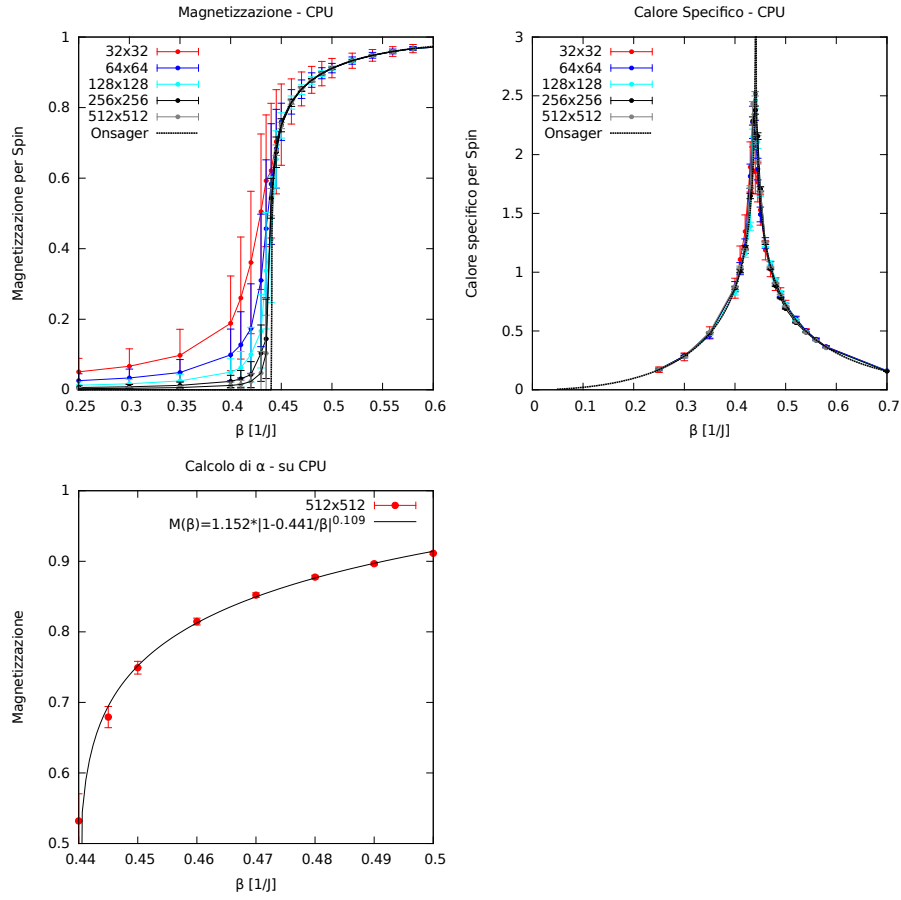 Magnetizzazione - CPU
Magnetizzazione per Spin
1
0.8
0.6
0.4
0.2
0
32x32
64x64
128x128
256x256
512x512
Onsager
0.25 0.3 0.35 0.4 0.45 0.5 0.55 0.6
β [1/J]
Calore Specifico - CPU
Calore specifico per Spin
3
2.5
2
1.5
1
0.5
0
32x32
64x64
128x128
256x256
512x512
Onsager
0 0.1 0.2 0.3 0.4 0.5 0.6 0.7
β [1/J]
Calcolo di α - su CPU
Magnetizzazione
1
0.9
0.8
0.7
0.6
0.5
512x512
M(β)=1.152*|1-0.441/β|^0.109
0.44 0.45 0.46 0.47 0.48 0.49 0.5
β [1/J]